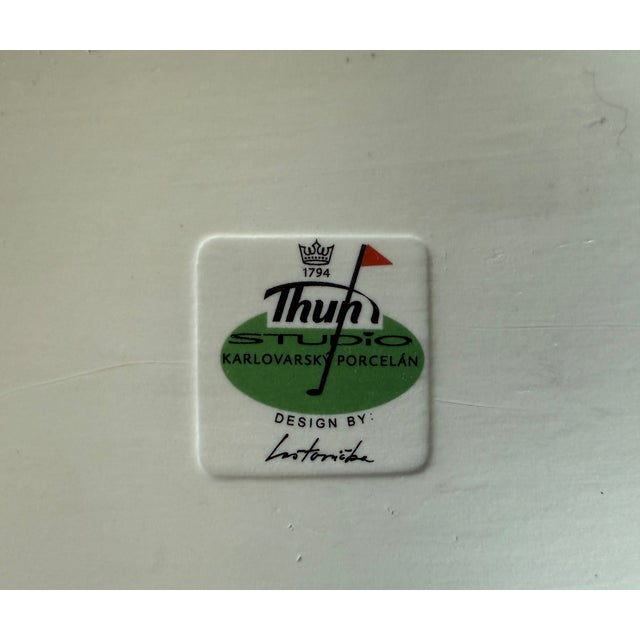 1794
Thun
STUDIO
KARLOVARSKÝ PORCELÁN
DESIGN BY: